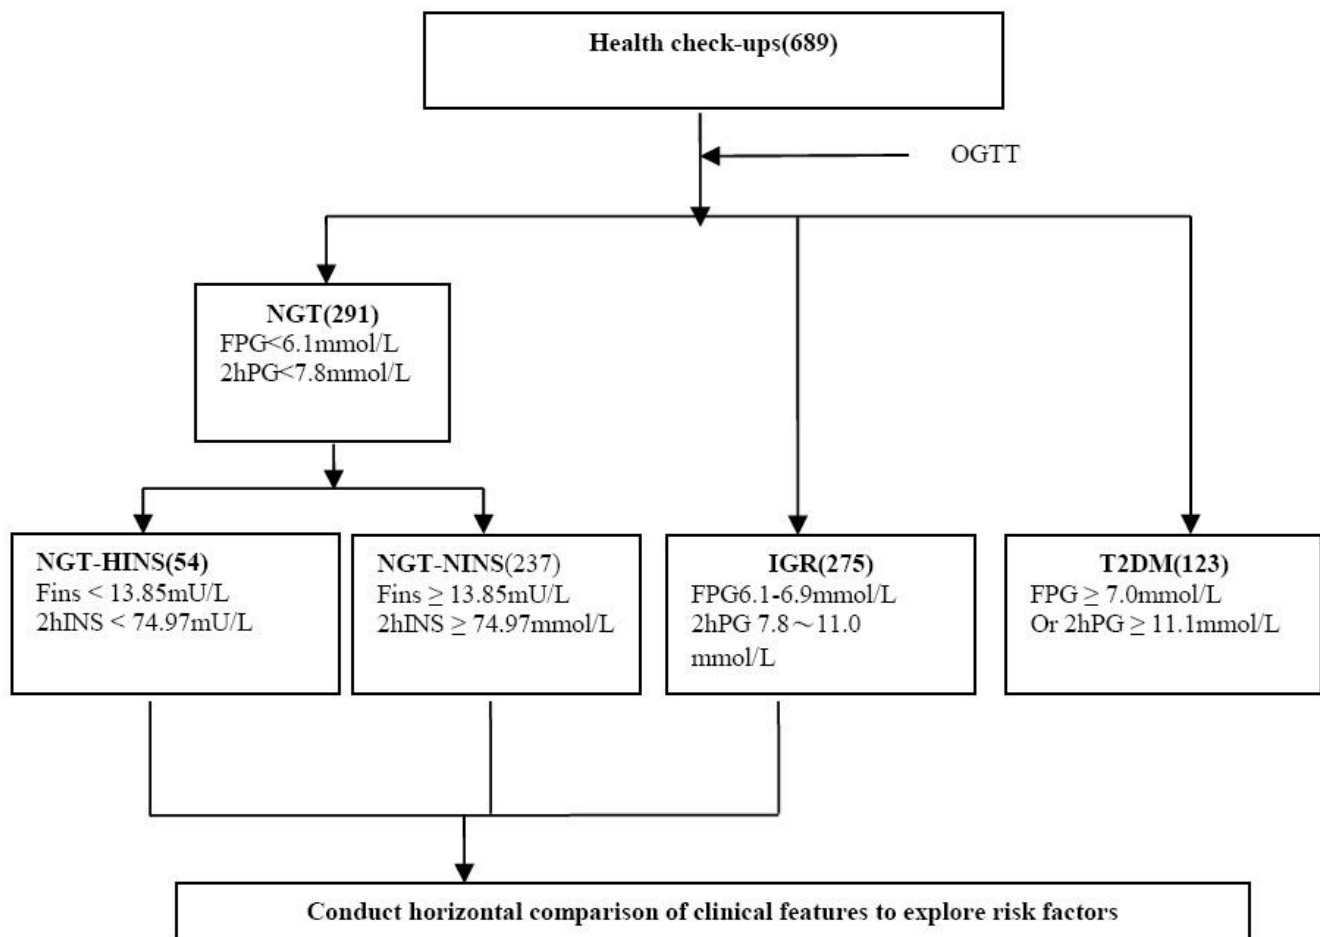 Health check-ups(689)
OGTT
NGT(291)
FPG<6.1mmol/L
2hPG<7.8mmol/L
NGT-HINS(54)
Fins < 13.85mU/L
2hINS < 74.97mU/L
NGT-NINS(237)
Fins ≥ 13.85mU/L
2hINS ≥ 74.97mmol/L
IGR(275)
FPG6.1-6.9mmol/L
2hPG 7.8～11.0
mmol/L
T2DM(123)
FPG ≥ 7.0mmol/L
Or 2hPG ≥ 11.1mmol/L
Conduct horizontal comparison of clinical features to explore risk factors